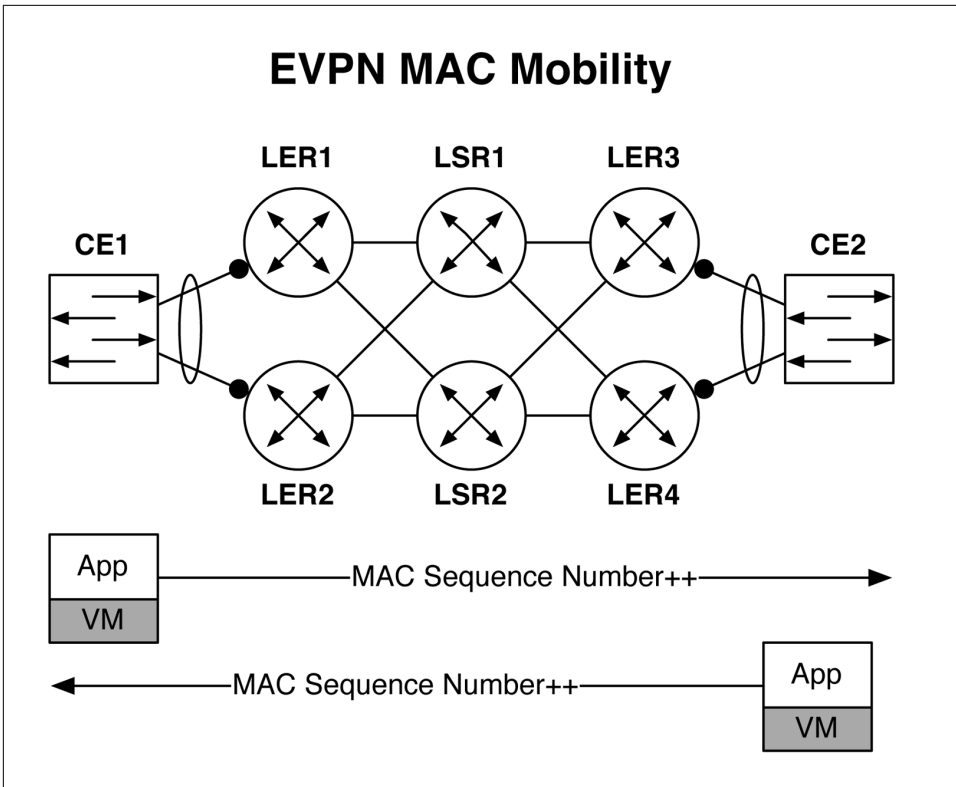 EVPN MAC Mobility
LER1
LSR1
LER3
CE1
CE2
LER2
LSR2
LER4
App
MAC Sequence Number++
VM
App
MAC Sequence Number++
VM